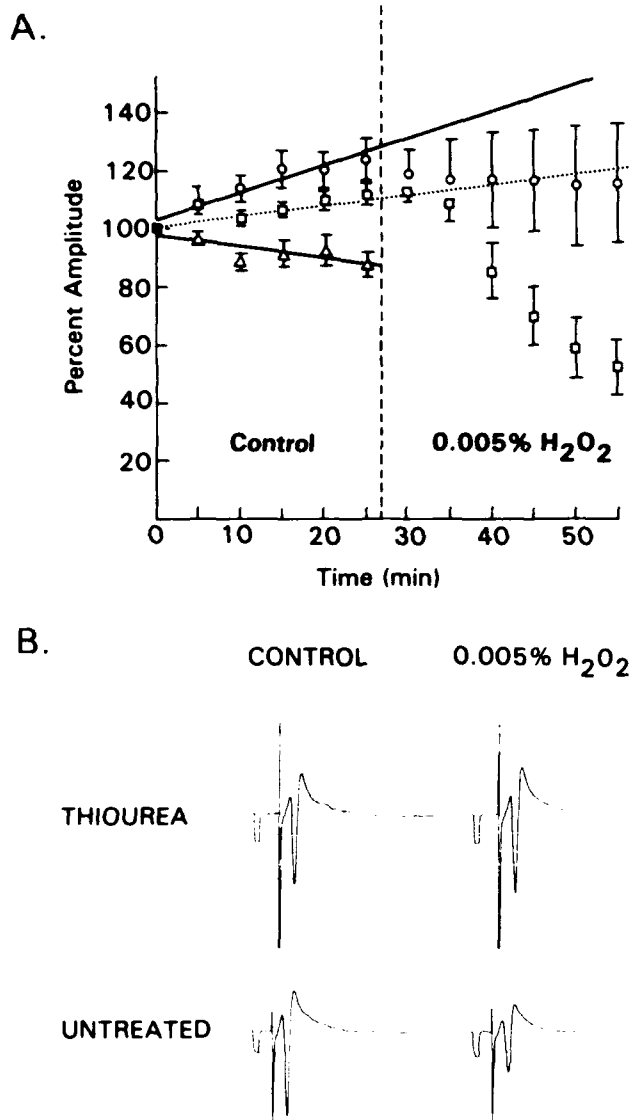 A.
Percent Amplitude
140
120
100
80
60
40
20
Control
0.005% H₂O₂
0
10
20
30
40
50
Time (min)
B.
CONTROL
0.005% H₂O₂
THIOUREA
UNTREATED